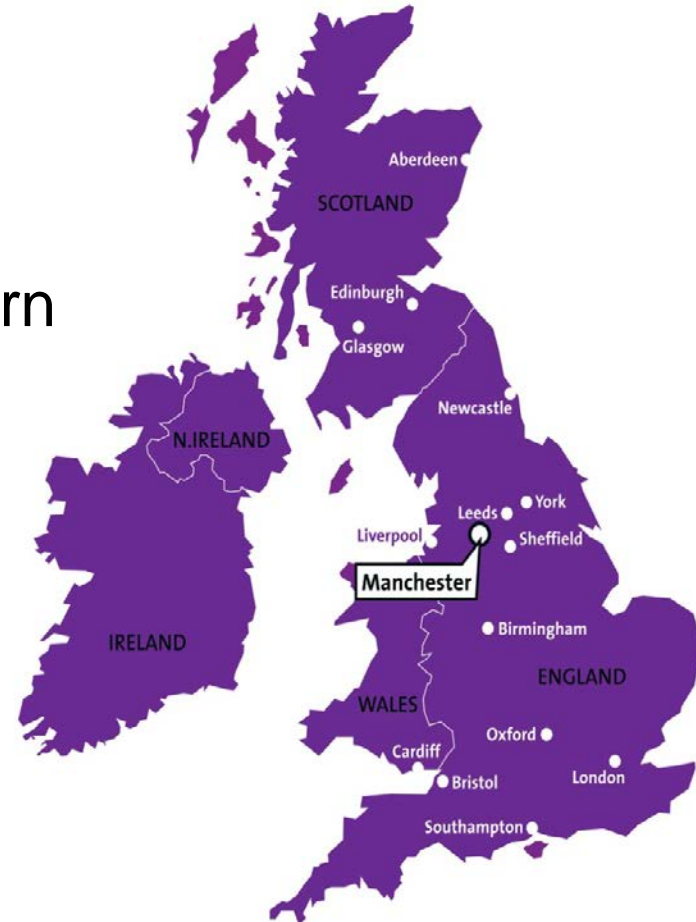 Aberdeen
SCOTLAND
rn
Edinburgh
Glasgow
Newcastle
N.IRELAND
York
Leeds
Liverpool
Sheffield
Manchester
Birmingham
IRELAND
ENGLAND
WALES
Oxford
Cardiff
London
Bristol
Southampton